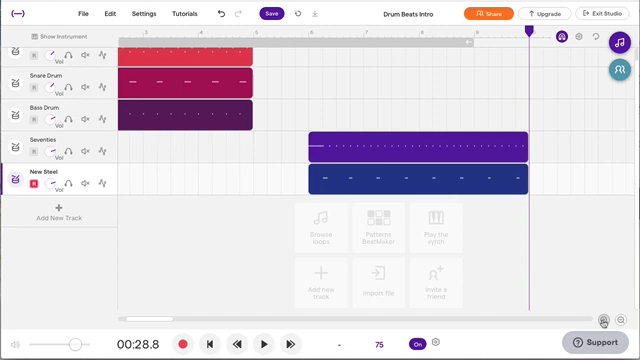 File Edit Settings Tutorials Save Drum Beats Intro Share Upgrade Exit Studio
Show Instrument 3 4 5 6 7 8 9
R Vol
Snare Drum
R Vol
Bass Drum
R Vol
Seventies
R Vol
New Steel
R Vol
Add New Track
Browse loops
Patterns BeatMaker
Play the synth
Add new track
Import file
Invite a friend
Support
00:28.8 - 75 On